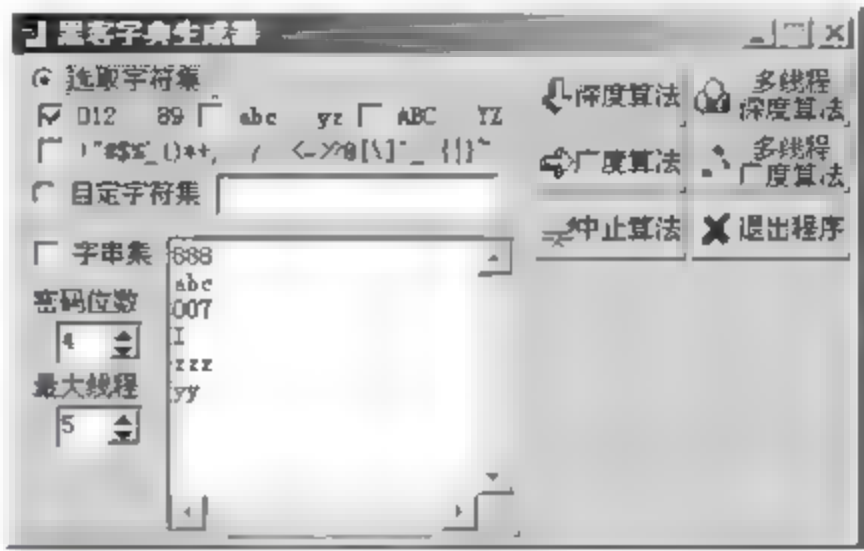 黑客字典生成器
选取字符集
012 89 abc yz ABC YZ
自定字符集
字串集
888
abc
007
zzz
yy
密码位数
4
最大线程
5
深度算法
多线程
深度算法
广度算法
多线程
广度算法
中止算法
退出程序